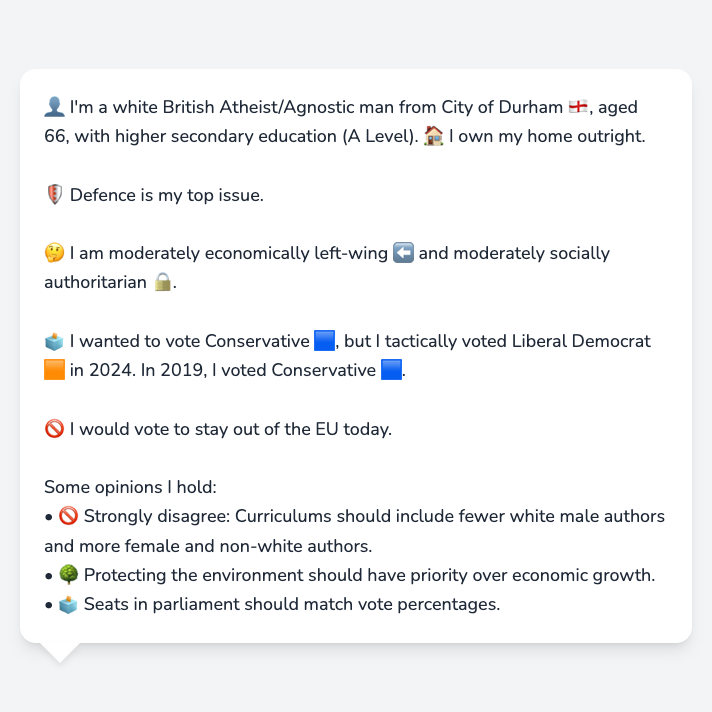 👤 I'm a white British Atheist/Agnostic man from City of Durham 🏴󠁧󠁢󠁥󠁮󠁧󠁿, aged
66, with higher secondary education (A Level). 🏠 I own my home outright.
🛡️ Defence is my top issue.
🤔 I am moderately economically left-wing ⬅️ and moderately socially
authoritarian 🔒.
🗳️ I wanted to vote Conservative 🟦, but I tactically voted Liberal Democrat
🟧 in 2024. In 2019, I voted Conservative 🟦.
🚫 I would vote to stay out of the EU today.
Some opinions I hold:
• 🚫 Strongly disagree: Curriculums should include fewer white male authors
and more female and non-white authors.
• 🌳 Protecting the environment should have priority over economic growth.
• 🗳️ Seats in parliament should match vote percentages.